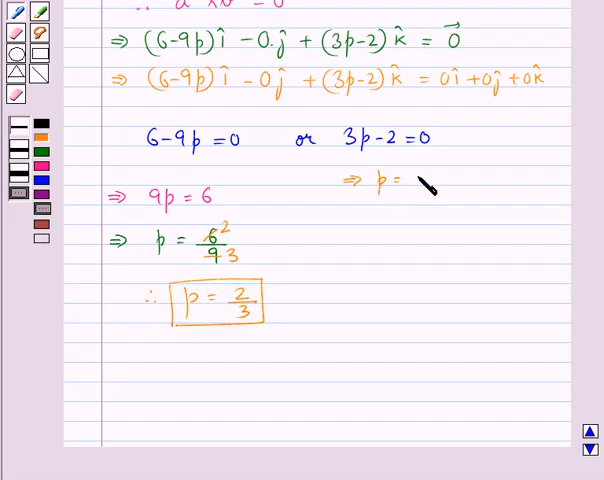 ∴ a⃗ × b⃗ = 0
⇒ (6-9p) î - 0.ĵ + (3p-2) k̂ = 0⃗
⇒ (6-9p) î - 0ĵ + (3p-2) k̂ = 0î + 0ĵ + 0k̂
6-9p = 0 or 3p-2 = 0
⇒ p =
⇒ 9p = 6
⇒ p = 6/9 2 3
∴ p = 2/3